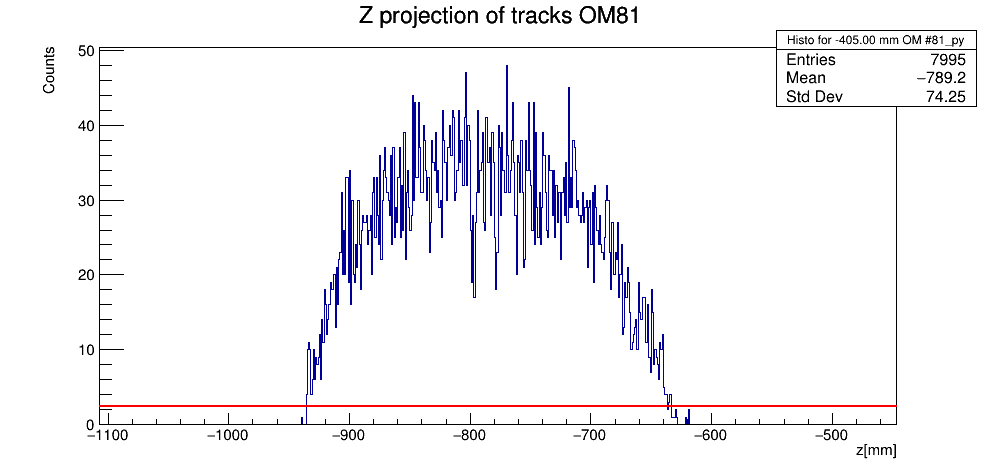 Z projection of tracks OM81
Histo for -405.00 mm OM #81_py
Entries 7995
Mean −789.2
Std Dev 74.25
Counts
50
40
30
20
10
0
−1100 −1000 −900 −800 −700 −600 −500
z[mm]